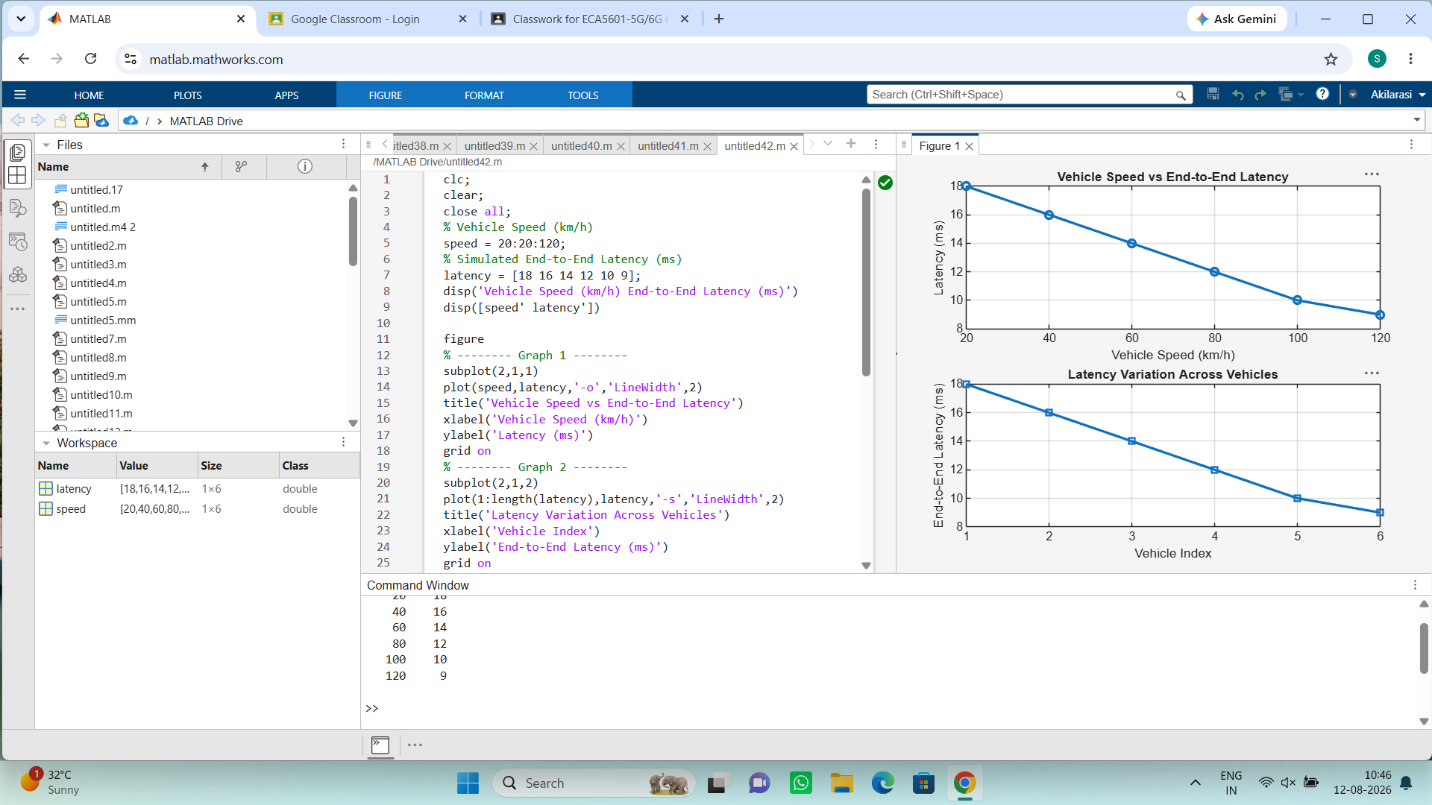 MATLAB
Google Classroom - Login
Classwork for ECA5601-5G/6G
Ask Gemini
matlab.mathworks.com
S
HOME
PLOTS
APPS
FIGURE
FORMAT
TOOLS
Search (Ctrl+Shift+Space)
Akilarasi
/ > MATLAB Drive
Files
Name
untitled.17
untitled.m
untitled.m4 2
untitled2.m
untitled3.m
untitled4.m
untitled5.m
untitled5.mm
untitled7.m
untitled8.m
untitled9.m
untitled10.m
untitled11.m
Workspace
Name Value Size Class
latency [18,16,14,12,... 1×6 double
speed [20,40,60,80,... 1×6 double
itled38.m untitled39.m untitled40.m untitled41.m untitled42.m
/MATLAB Drive/untitled42.m
1 clc;
2 clear;
3 close all;
4 % Vehicle Speed (km/h)
5 speed = 20:20:120;
6 % Simulated End-to-End Latency (ms)
7 latency = [18 16 14 12 10 9];
8 disp('Vehicle Speed (km/h) End-to-End Latency (ms)')
9 disp([speed' latency'])
10
11 figure
12 % -------- Graph 1 --------
13 subplot(2,1,1)
14 plot(speed,latency,'-o','LineWidth',2)
15 title('Vehicle Speed vs End-to-End Latency')
16 xlabel('Vehicle Speed (km/h)')
17 ylabel('Latency (ms)')
18 grid on
19 % -------- Graph 2 --------
20 subplot(2,1,2)
21 plot(1:length(latency),latency,'-s','LineWidth',2)
22 title('Latency Variation Across Vehicles')
23 xlabel('Vehicle Index')
24 ylabel('End-to-End Latency (ms)')
25 grid on
Figure 1
Vehicle Speed vs End-to-End Latency
Latency (ms)
18
16
14
12
10
8
20 40 60 80 100 120
Vehicle Speed (km/h)
Latency Variation Across Vehicles
End-to-End Latency (ms)
18
16
14
12
10
8
1 2 3 4 5 6
Vehicle Index
Command Window
20 18
40 16
60 14
80 12
100 10
120 9
>>
1
32°C
Sunny
Search
ENG
IN
10:46
12-08-2026